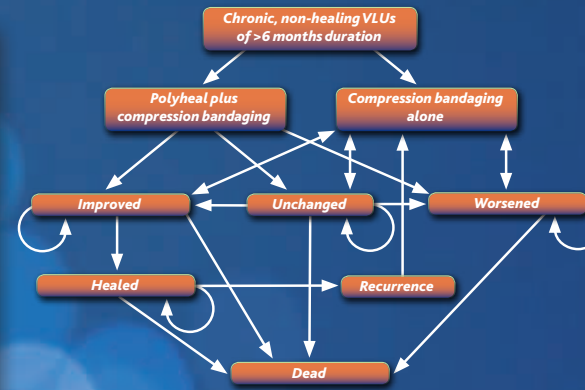 Chronic, non-healing VLUs
of >6 months duration
Polyheal plus
compression bandaging
Compression bandaging
alone
Improved
Unchanged
Worsened
Healed
Recurrence
Dead